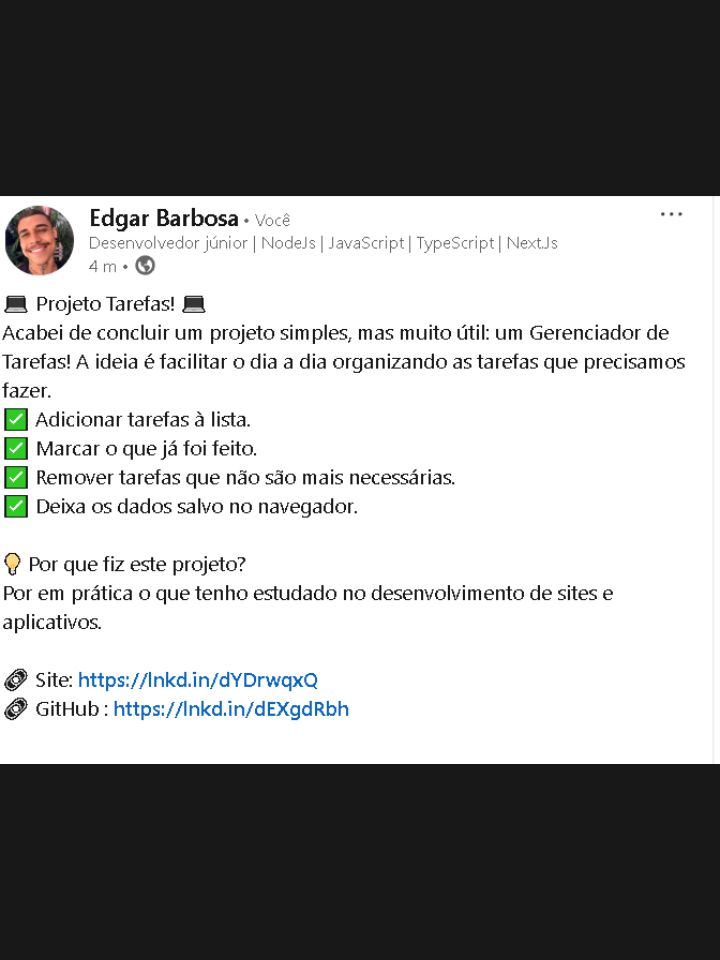 Edgar Barbosa • Você
Desenvolvedor júnior | NodeJs | JavaScript | TypeScript | NextJs
4 m •
Projeto Tarefas!
Acabei de concluir um projeto simples, mas muito útil: um Gerenciador de
Tarefas! A ideia é facilitar o dia a dia organizando as tarefas que precisamos
fazer.
Adicionar tarefas à lista.
Marcar o que já foi feito.
Remover tarefas que não são mais necessárias.
Deixa os dados salvo no navegador.
Por que fiz este projeto?
Por em prática o que tenho estudado no desenvolvimento de sites e
aplicativos.
Site: https://lnkd.in/dYDrwqxQ
GitHub : https://lnkd.in/dEXgdRbh